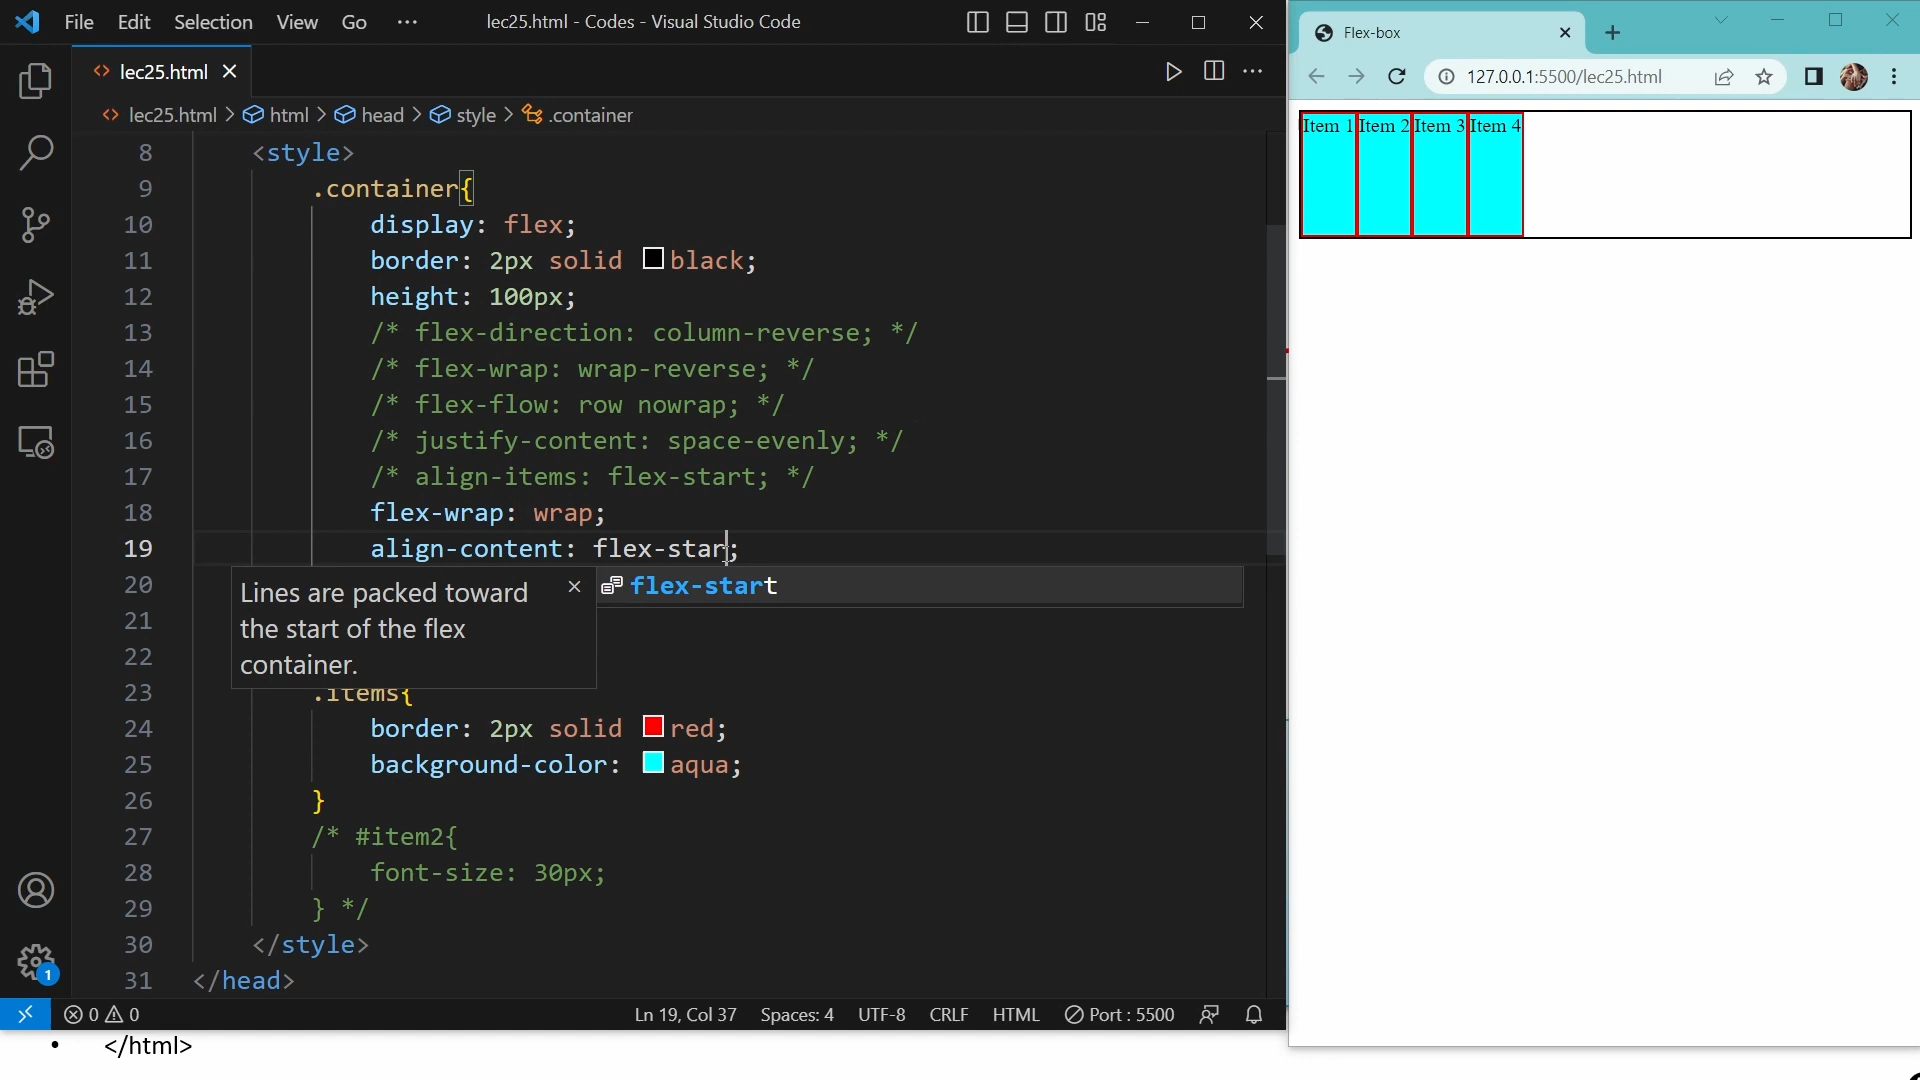 File Edit Selection View Go ··· lec25.html - Codes - Visual Studio Code
lec25.html
lec25.html > html > head > style > .container
8 <style>
9 .container{
10 display: flex;
11 border: 2px solid black;
12 height: 100px;
13 /* flex-direction: column-reverse; */
14 /* flex-wrap: wrap-reverse; */
15 /* flex-flow: row nowrap; */
16 /* justify-content: space-evenly; */
17 /* align-items: flex-start; */
18 flex-wrap: wrap;
19 align-content: flex-star;
flex-start
Lines are packed toward
the start of the flex
container.
20
21
22
23 .items{
24 border: 2px solid red;
25 background-color: aqua;
26 }
27 /* #item2{
28 font-size: 30px;
29 } */
30 </style>
31 </head>
1
0 0 Ln 19, Col 37 Spaces: 4 UTF-8 CRLF HTML Port : 5500
• </html>
Flex-box
127.0.0.1:5500/lec25.html
Item 1 Item 2 Item 3 Item 4